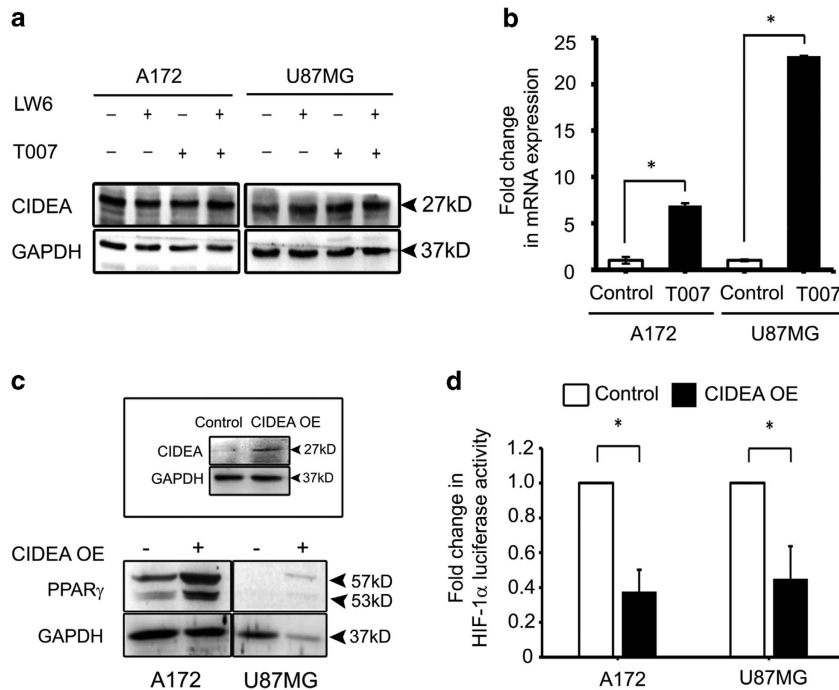 a
A172 U87MG
LW6 – + – + – + – +
T007 – – + + – – + +
CIDEA 27kD
GAPDH 37kD
b
*
*
Fold change
in mRNA expression
25
20
15
10
5
0
Control T007 Control T007
A172 U87MG
c
Control CIDEA OE
CIDEA 27kD
GAPDH 37kD
CIDEA OE - + - +
PPARγ 57kD
53kD
GAPDH 37kD
A172 U87MG
d
Control CIDEA OE
* *
Fold change in
HIF-1α luciferase activity
1.2
1.0
0.8
0.6
0.4
0.2
0
A172 U87MG